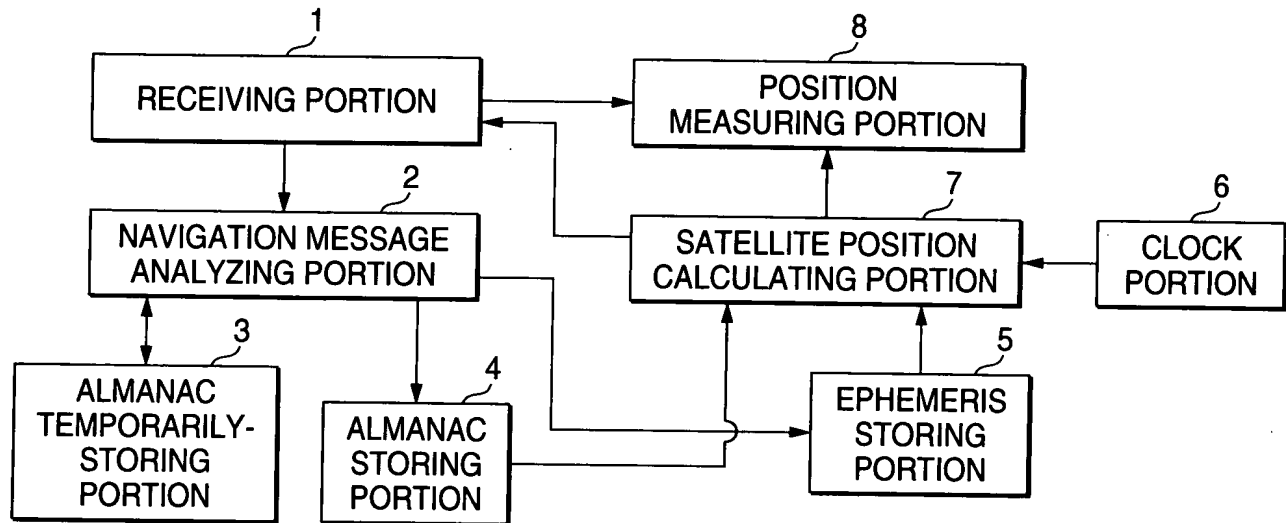 1
RECEIVING PORTION
8
POSITION
MEASURING PORTION
2
NAVIGATION MESSAGE
ANALYZING PORTION
7
SATELLITE POSITION
CALCULATING PORTION
6
CLOCK
PORTION
3
ALMANAC
TEMPORARILY-
STORING
PORTION
4
ALMANAC
STORING
PORTION
5
EPHEMERIS
STORING
PORTION